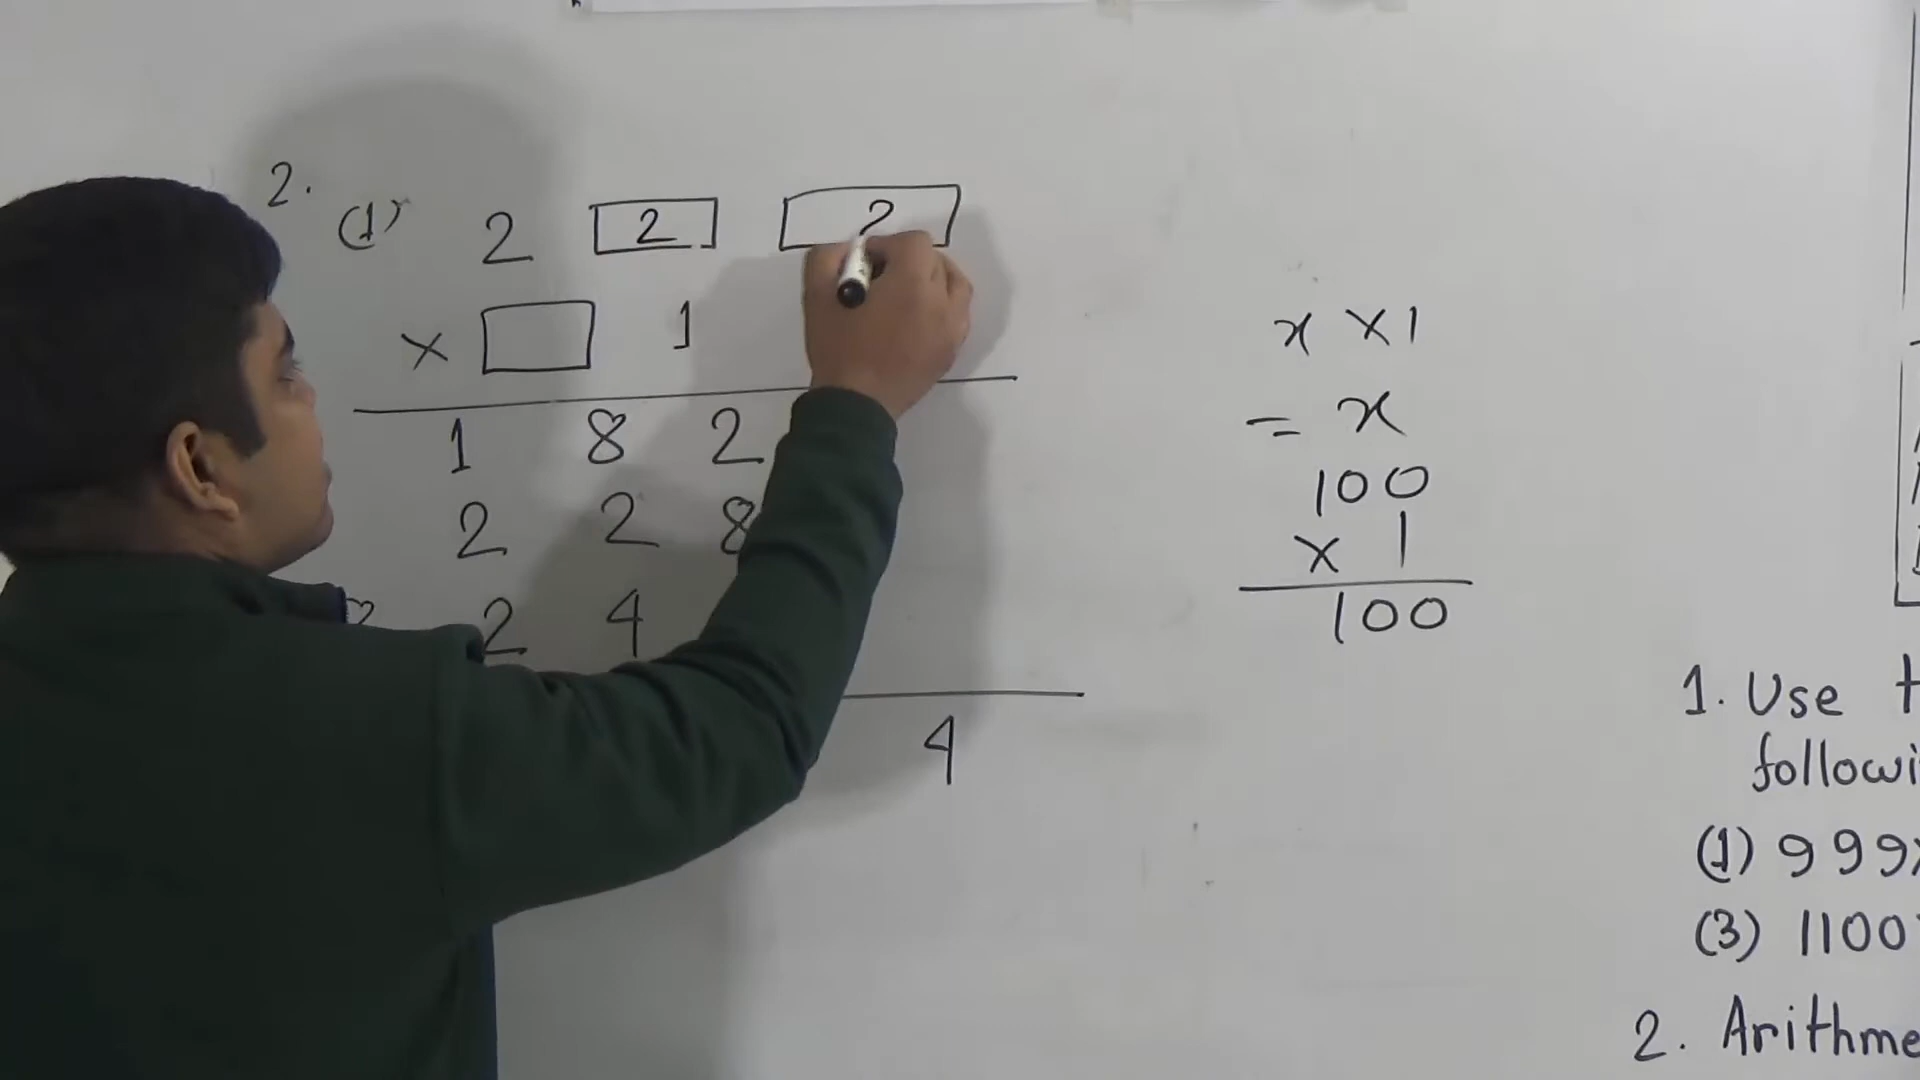 2.
(1) 2 2 2
× 1
1 8 2
2 2 8
2 4
4
x × 1
= x
100
× 1
100
1. Use
followi
(1) 999×
(3) 1100
2. Arithme